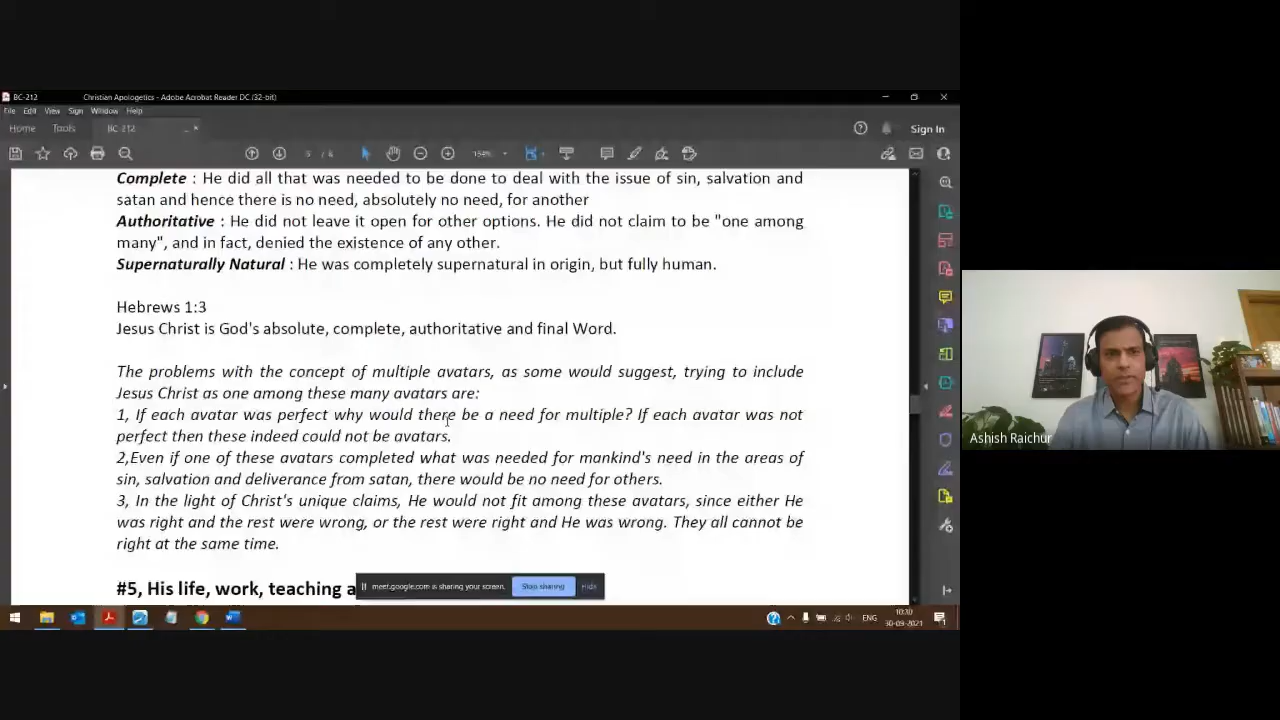 BC-212 Christian Apologetics - Adobe Acrobat Reader DC (32-bit)
File Edit View Sign Window Help
Home Tools BC-212 Sign In
154%
Complete : He did all that was needed to be done to deal with the issue of sin, salvation and
satan and hence there is no need, absolutely no need, for another
Authoritative : He did not leave it open for other options. He did not claim to be "one among
many", and in fact, denied the existence of any other.
Supernaturally Natural : He was completely supernatural in origin, but fully human.
Hebrews 1:3
Jesus Christ is God's absolute, complete, authoritative and final Word.
The problems with the concept of multiple avatars, as some would suggest, trying to include
Jesus Christ as one among these many avatars are:
1, If each avatar was perfect why would there be a need for multiple? If each avatar was not
perfect then these indeed could not be avatars.
2,Even if one of these avatars completed what was needed for mankind's need in the areas of
sin, salvation and deliverance from satan, there would be no need for others.
3, In the light of Christ's unique claims, He would not fit among these avatars, since either He
was right and the rest were wrong, or the rest were right and He was wrong. They all cannot be
right at the same time.
#5, His life, work, teaching a
meet.google.com is sharing your screen. Stop sharing Hide
Ashish Raichur
ENG
30-09-2021